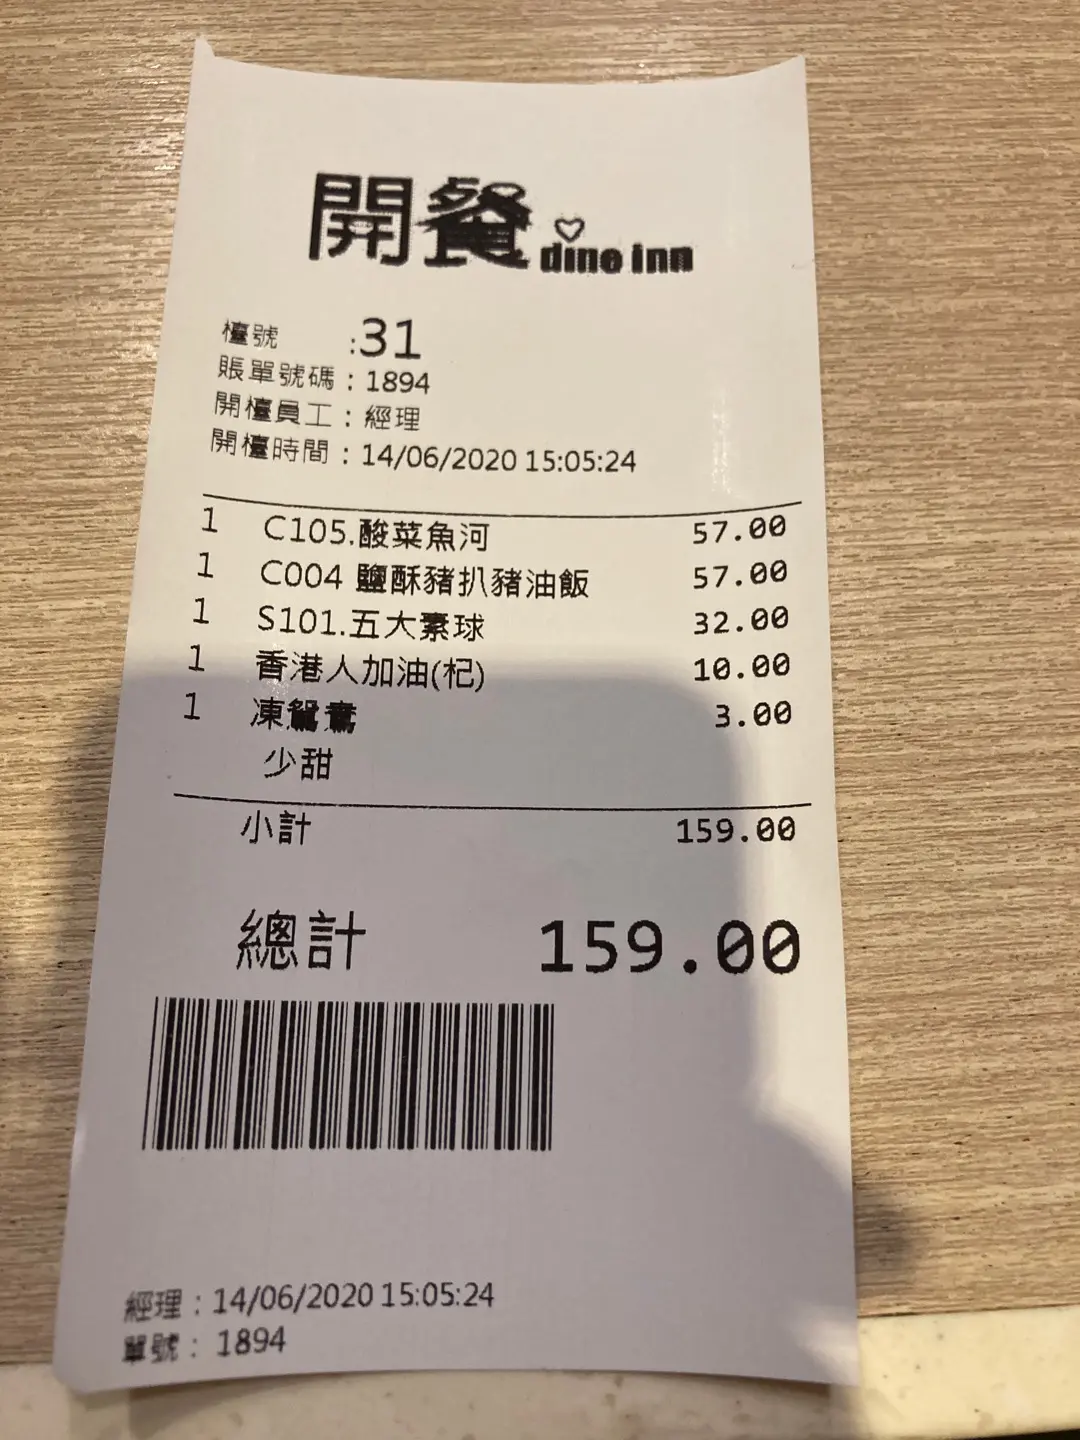 開餐 dine inn
檯號 :31
賬單號碼：1894
開檯員工：經理
開檯時間：14/06/2020 15:05:24
1 C105.酸菜魚河 57.00
1 C004 鹽酥豬扒豬油飯 57.00
1 S101.五大素球 32.00
1 香港人加油(杞) 10.00
1 凍鴛鴦 3.00
少甜
小計 159.00
總計 159.00
經理：14/06/2020 15:05:24
單號：1894